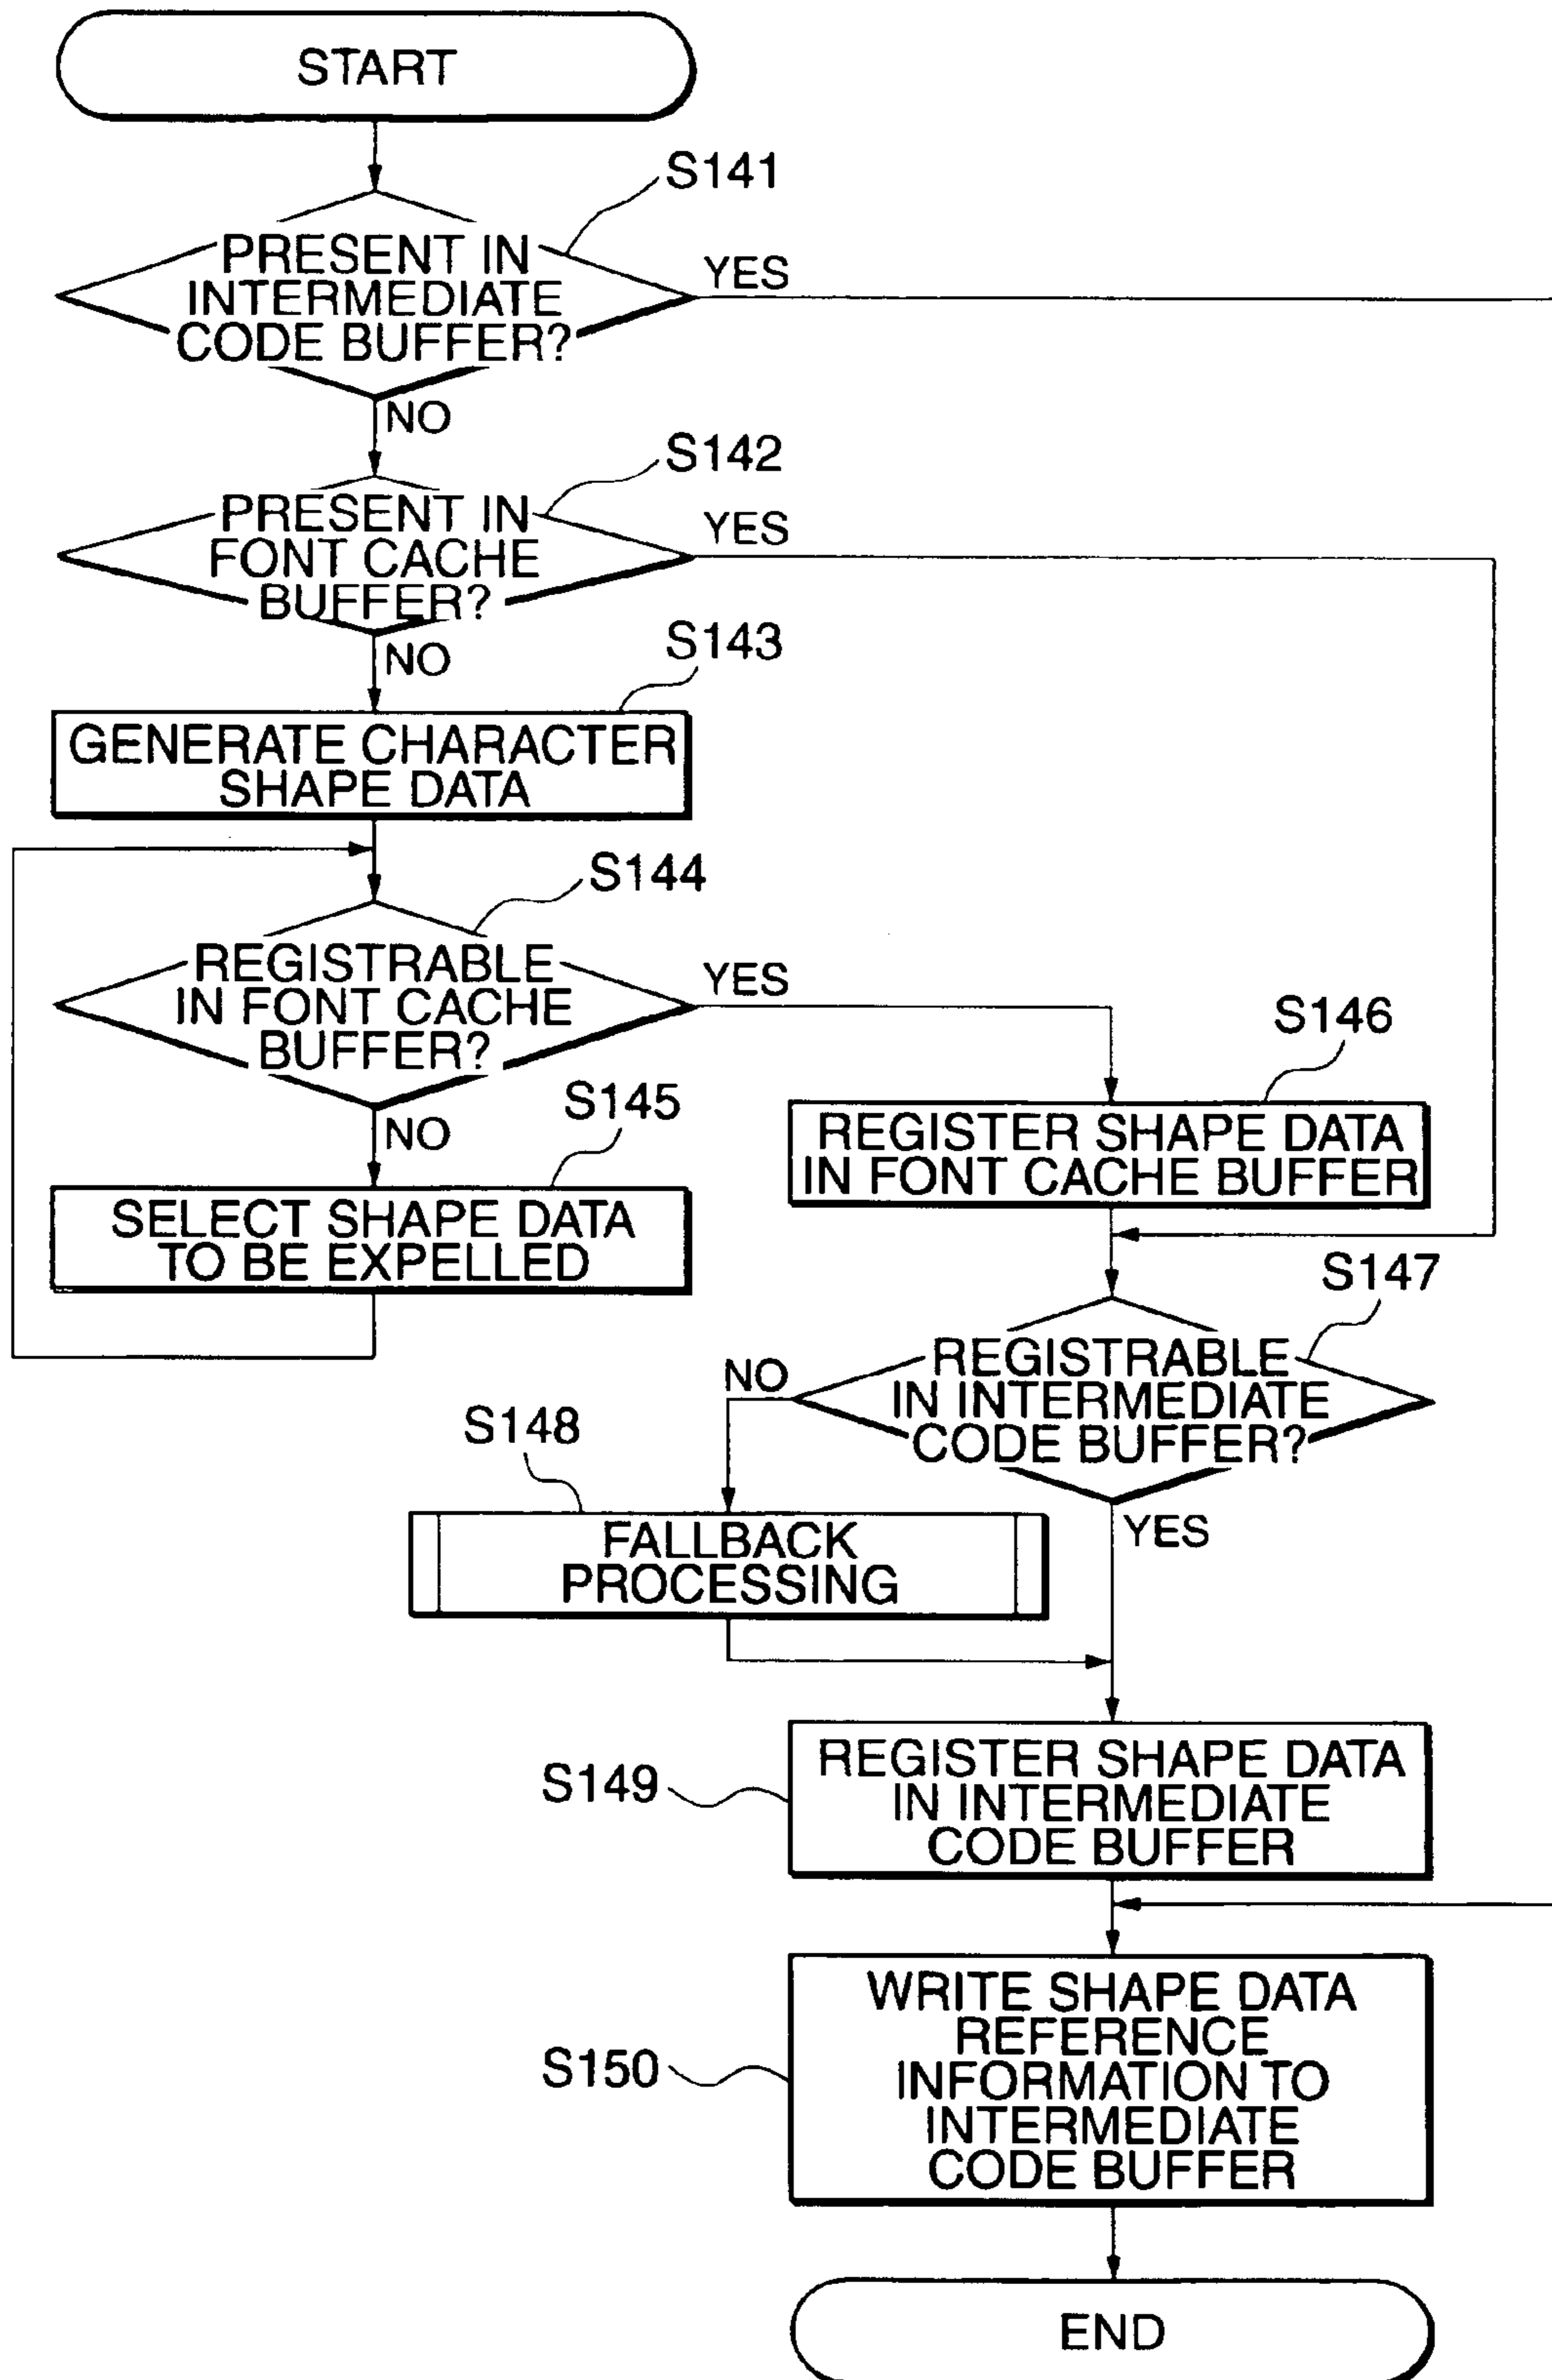 START
S141
PRESENT IN
INTERMEDIATE
CODE BUFFER?
YES
NO
S142
PRESENT IN
FONT CACHE
BUFFER?
YES
NO
S143
GENERATE CHARACTER
SHAPE DATA
S144
REGISTRABLE
IN FONT CACHE
BUFFER?
YES
NO
S145
SELECT SHAPE DATA
TO BE EXPELLED
S146
REGISTER SHAPE DATA
IN FONT CACHE BUFFER
S147
REGISTRABLE
IN INTERMEDIATE
CODE BUFFER?
NO
YES
S148
FALLBACK
PROCESSING
S149
REGISTER SHAPE DATA
IN INTERMEDIATE
CODE BUFFER
S150
WRITE SHAPE DATA
REFERENCE
INFORMATION TO
INTERMEDIATE
CODE BUFFER
END